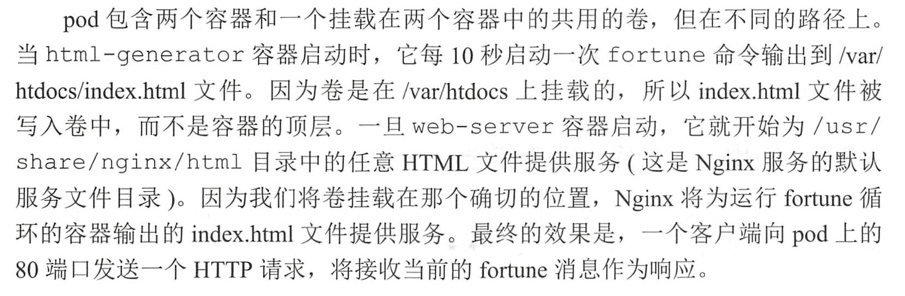 pod 包含两个容器和一个挂载在两个容器中的共用的卷，但在不同的路径上。
当 html-generator 容器启动时，它每 10 秒启动一次 fortune 命令输出到 /var/
htdocs/index.html 文件。因为卷是在 /var/htdocs 上挂载的，所以 index.html 文件被
写入卷中，而不是容器的顶层。一旦 web-server 容器启动，它就开始为 /usr/
share/nginx/html 目录中的任意 HTML 文件提供服务 ( 这是 Nginx 服务的默认
服务文件目录 )。因为我们将卷挂载在那个确切的位置，Nginx 将为运行 fortune 循
环的容器输出的 index.html 文件提供服务。最终的效果是，一个客户端向 pod 上的
80 端口发送一个 HTTP 请求，将接收当前的 fortune 消息作为响应。